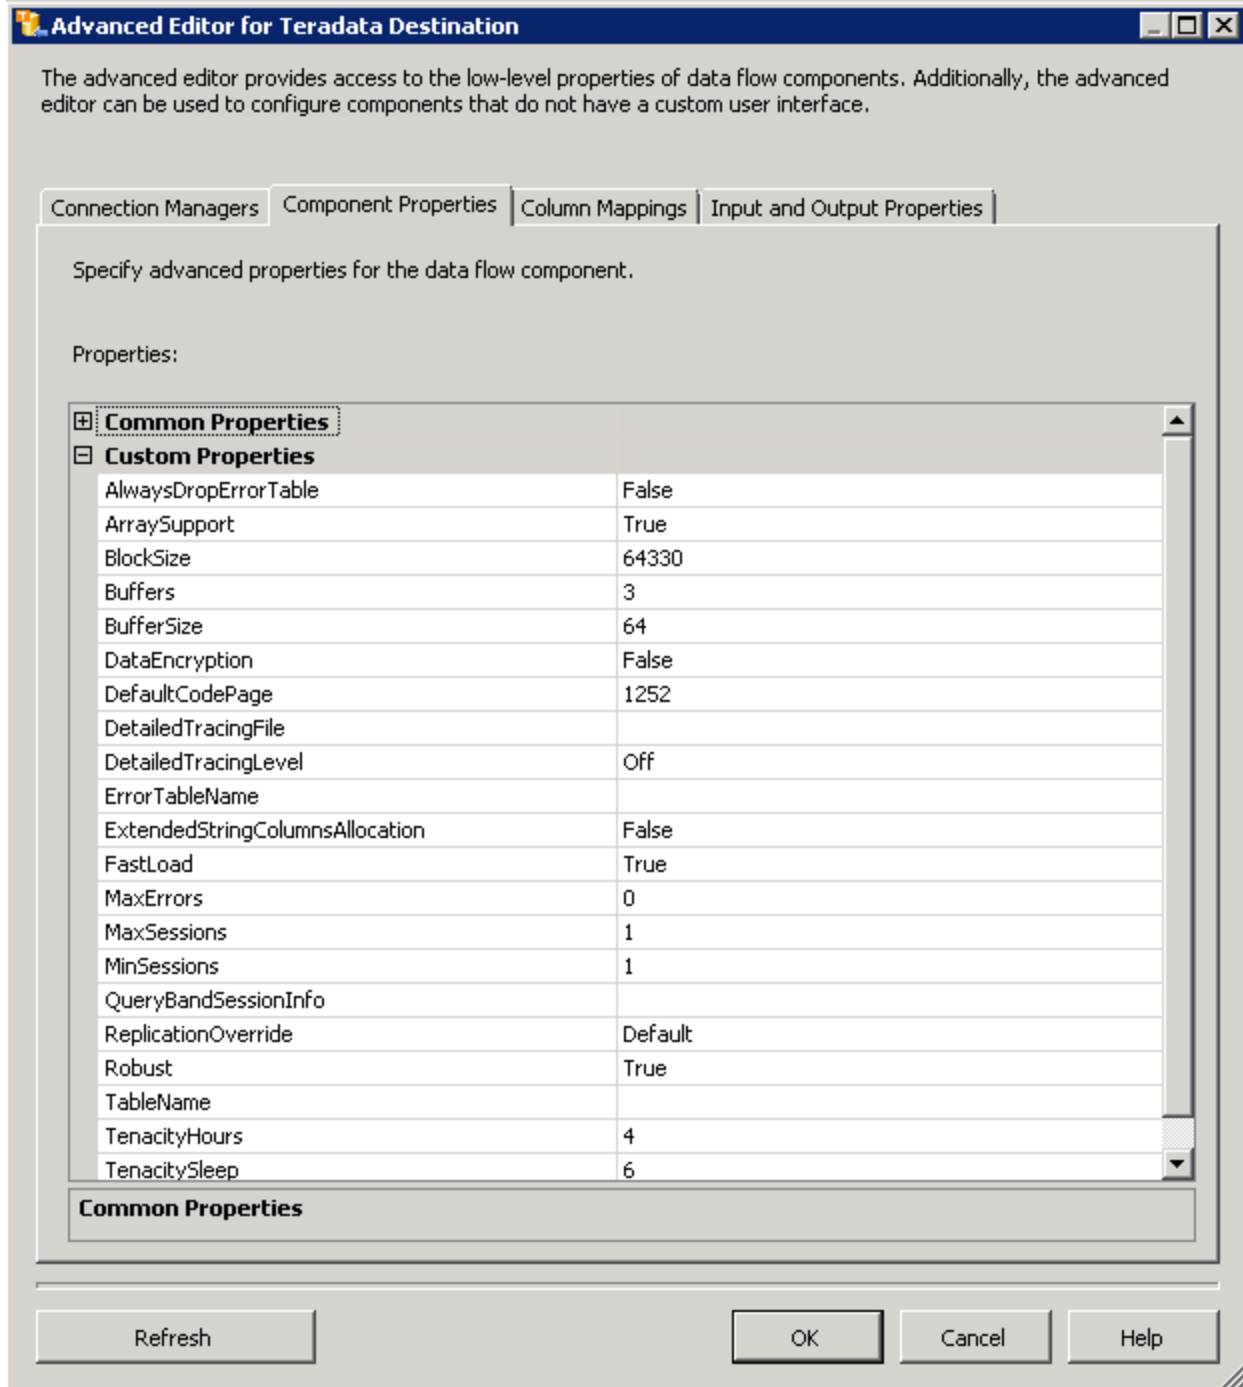 Advanced Editor for Teradata Destination
The advanced editor provides access to the low-level properties of data flow components. Additionally, the advanced
editor can be used to configure components that do not have a custom user interface.
Connection Managers Component Properties Column Mappings Input and Output Properties
Specify advanced properties for the data flow component.
Properties:
Common Properties
Custom Properties
AlwaysDropErrorTable False
ArraySupport True
BlockSize 64330
Buffers 3
BufferSize 64
DataEncryption False
DefaultCodePage 1252
DetailedTracingFile
DetailedTracingLevel Off
ErrorTableName
ExtendedStringColumnsAllocation False
FastLoad True
MaxErrors 0
MaxSessions 1
MinSessions 1
QueryBandSessionInfo
ReplicationOverride Default
Robust True
TableName
TenacityHours 4
TenacitySleep 6
Common Properties
Refresh OK Cancel Help